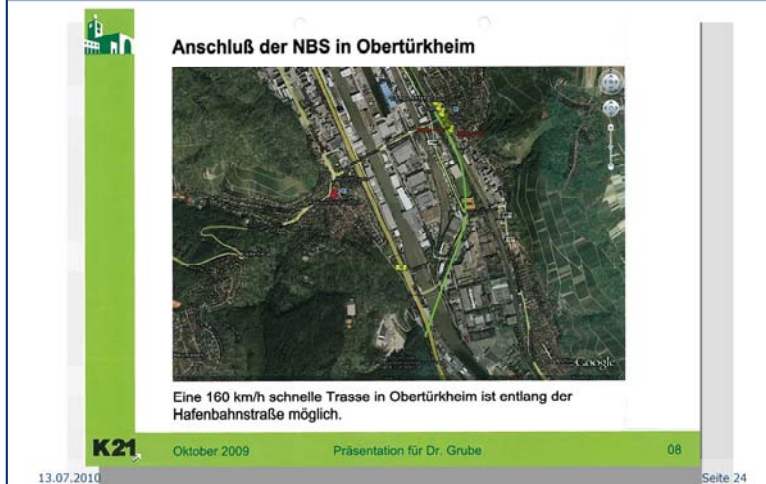 Anschluß der NBS in Obertürkheim
Google
Eine 160 km/h schnelle Trasse in Obertürkheim ist entlang der
Hafenbahnstraße möglich.
K21
Oktober 2009
Präsentation für Dr. Grube
08
13.07.2010
Seite 24